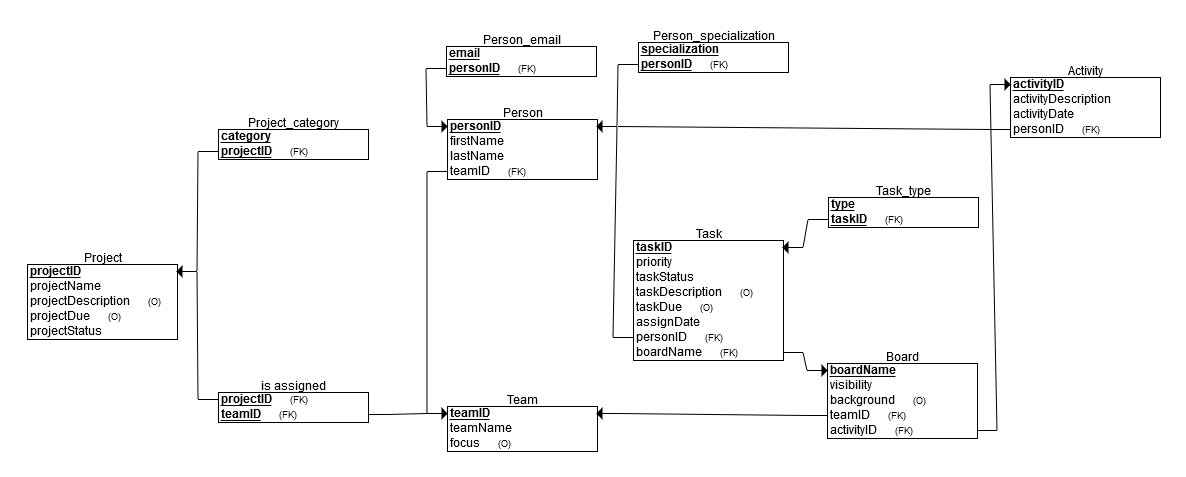 Person_email
email
personID (FK)
Person_specialization
specialization
personID (FK)
Activity
activityID
activityDescription
activityDate
personID (FK)
Project_category
category
projectID (FK)
Person
personID
firstName
lastName
teamID (FK)
Task_type
type
taskID (FK)
Project
projectID
projectName
projectDescription (O)
projectDue (O)
projectStatus
Task
taskID
priority
taskStatus
taskDescription (O)
taskDue (O)
assignDate
personID (FK)
boardName (FK)
is assigned
projectID (FK)
teamID (FK)
Team
teamID
teamName
focus (O)
Board
boardName
visibility
background (O)
teamID (FK)
activityID (FK)